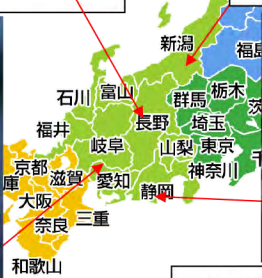 新潟
福島
石川
富山
群馬
栃木
福井
長野
埼玉
岐阜
山梨
東京
京都
滋賀
愛知
静岡
神奈川
庫
大阪
三重
奈良
和歌山